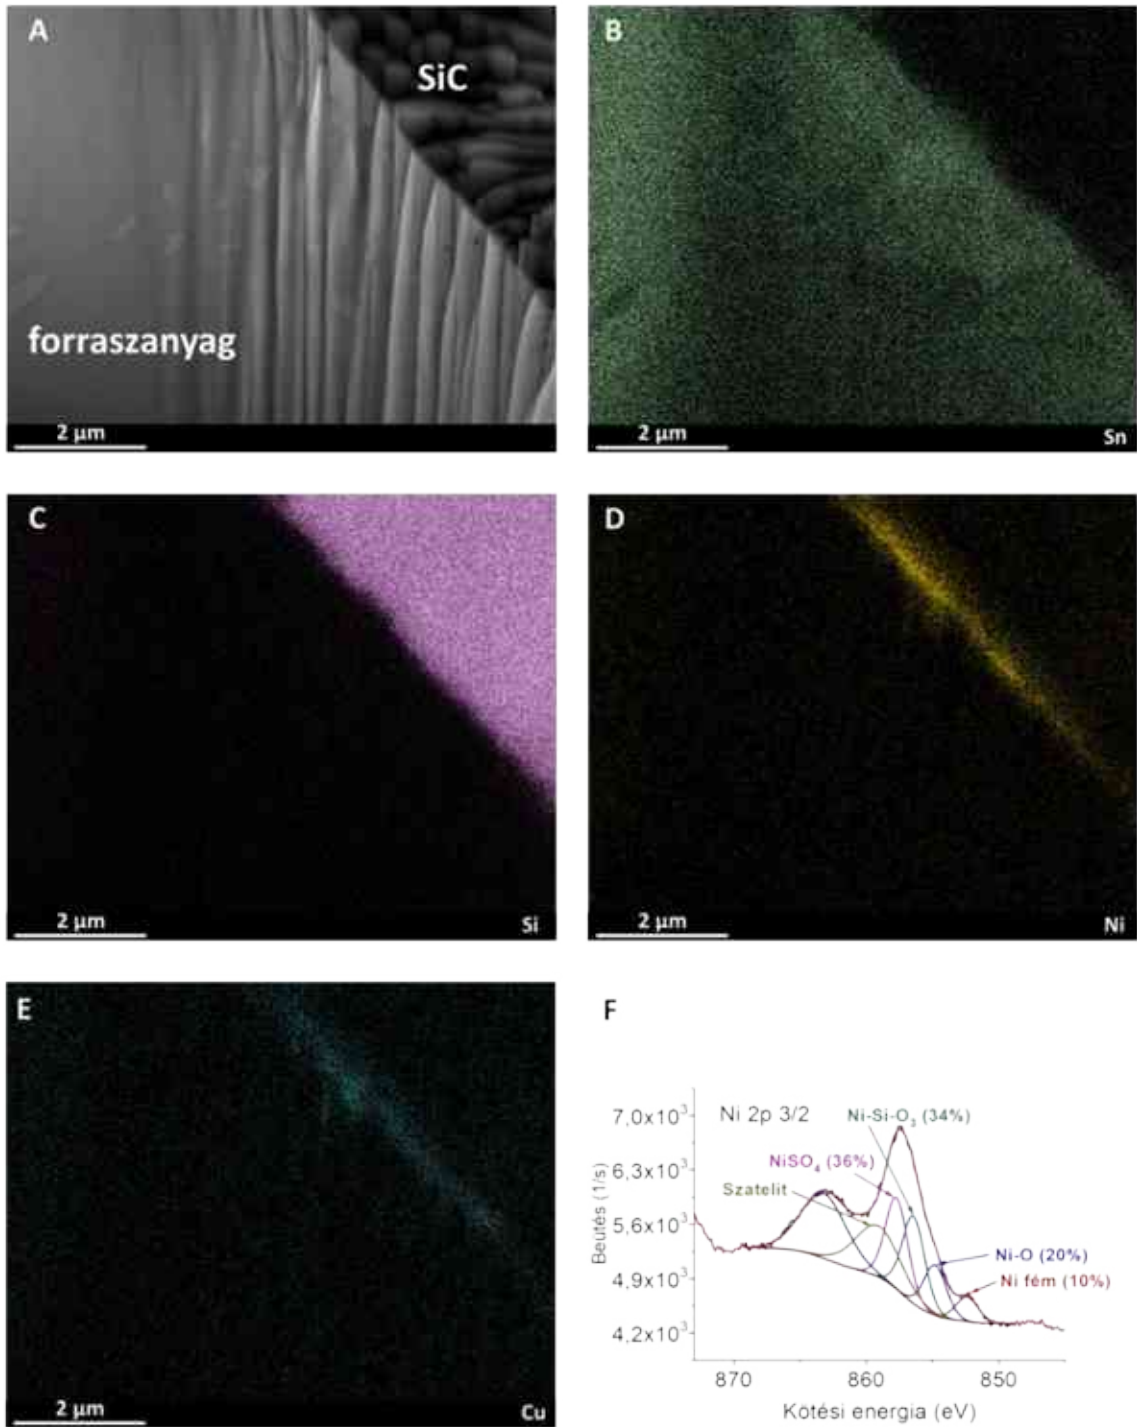 A
SiC
forraszanyag
2 µm
B
2 µm
Sn
C
2 µm
Si
D
2 µm
Ni
E
2 µm
Cu
F
Ni 2p 3/2
Ni-Si-O₃ (34%)
NiSO₄ (36%)
Szatelit
Ni-O (20%)
Ni fém (10%)
Beütés (1/s)
7,0x10³
6,3x10³
5,6x10³
4,9x10³
4,2x10³
870 860 850
Kötési energia (eV)